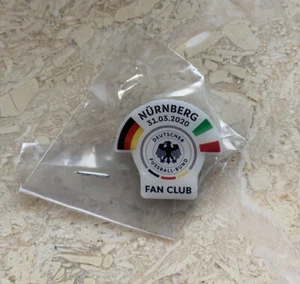 NÜRNBERG
31.03.2020
DEUTSCHER
FUSSBALL-BUND
FAN CLUB